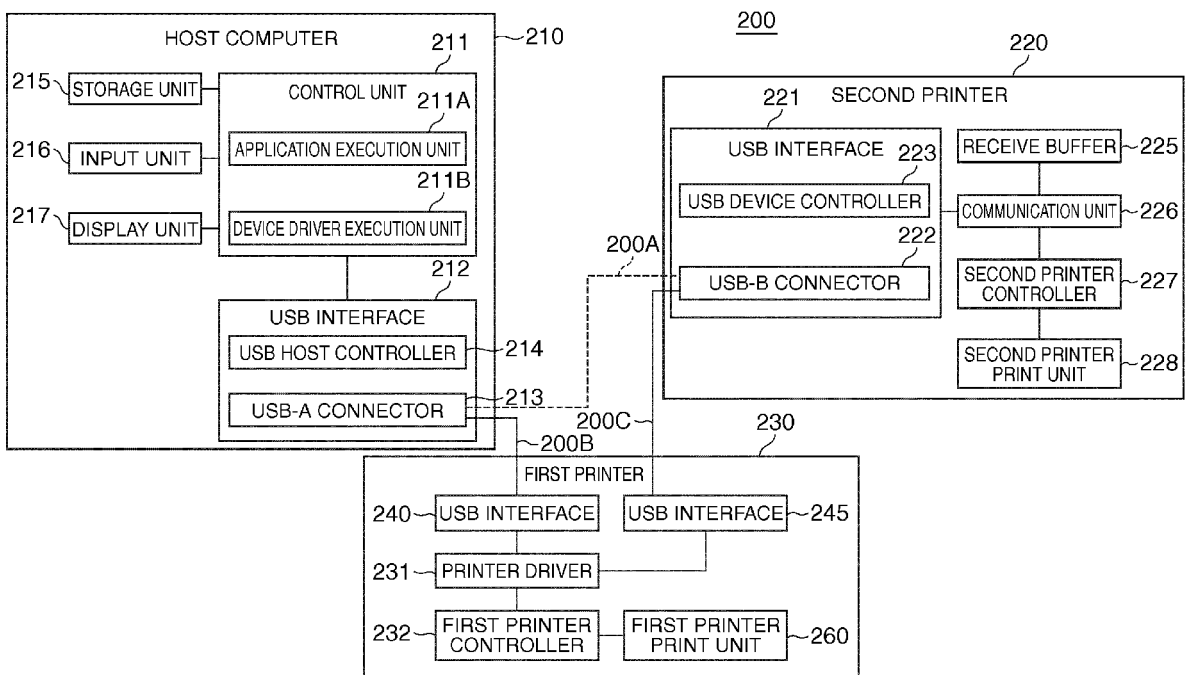 200
HOST COMPUTER
210
211
215
STORAGE UNIT
CONTROL UNIT
211A
216
INPUT UNIT
APPLICATION EXECUTION UNIT
211B
217
DISPLAY UNIT
DEVICE DRIVER EXECUTION UNIT
212
USB INTERFACE
USB HOST CONTROLLER
214
213
USB-A CONNECTOR
200A
200B
200C
220
SECOND PRINTER
221
USB INTERFACE
223
USB DEVICE CONTROLLER
222
USB-B CONNECTOR
RECEIVE BUFFER
225
COMMUNICATION UNIT
226
SECOND PRINTER
CONTROLLER
227
SECOND PRINTER
PRINT UNIT
228
230
FIRST PRINTER
240
USB INTERFACE
USB INTERFACE
245
231
PRINTER DRIVER
232
FIRST PRINTER
CONTROLLER
FIRST PRINTER
PRINT UNIT
260